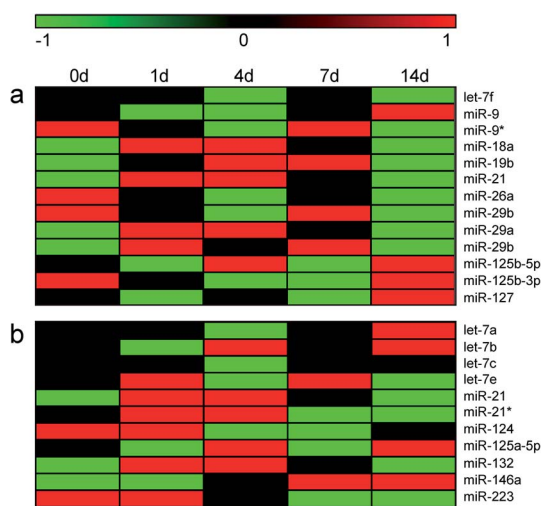 -1 0 1
0d 1d 4d 7d 14d
a
let-7f
miR-9
miR-9*
miR-18a
miR-19b
miR-21
miR-26a
miR-29b
miR-29a
miR-29b
miR-125b-5p
miR-125b-3p
miR-127
b
let-7a
let-7b
let-7c
let-7e
miR-21
miR-21*
miR-124
miR-125a-5p
miR-132
miR-146a
miR-223